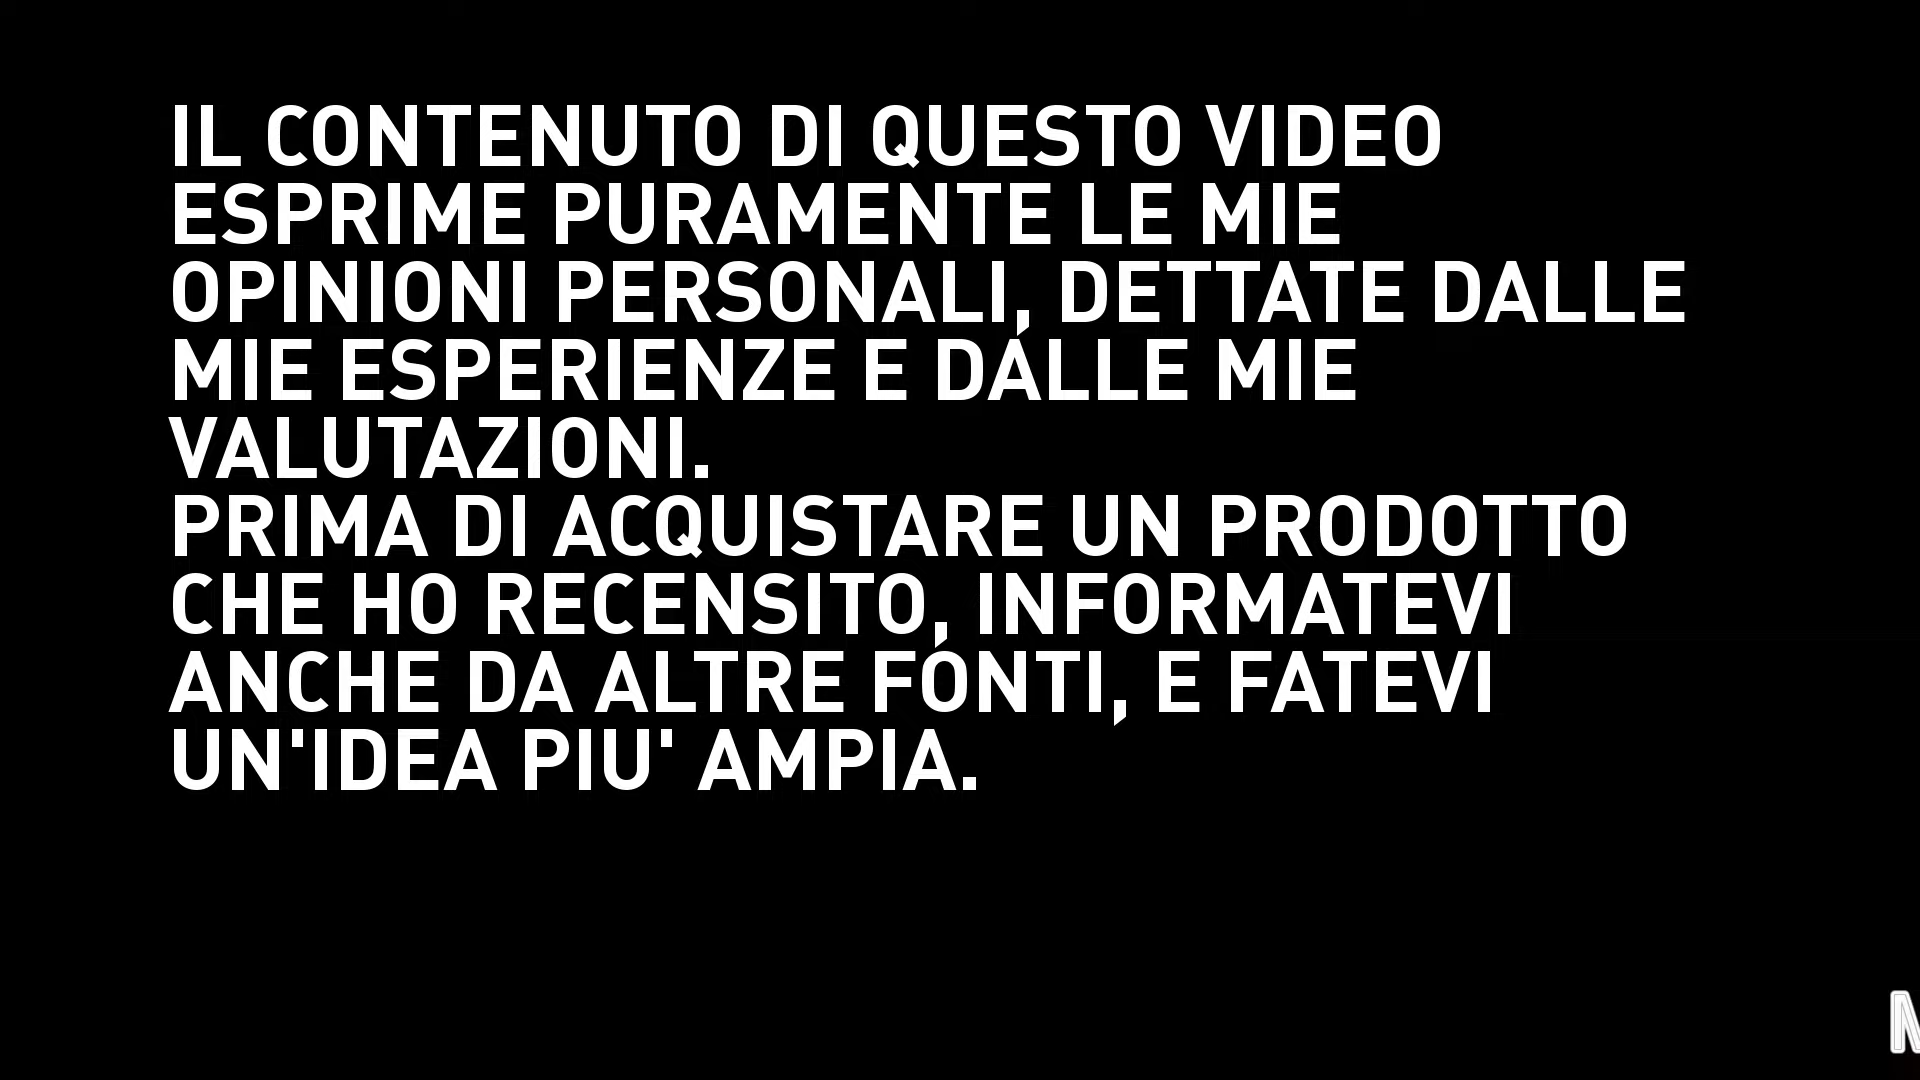 IL CONTENUTO DI QUESTO VIDEO
ESPRIME PURAMENTE LE MIE
OPINIONI PERSONALI, DETTATE DALLE
MIE ESPERIENZE E DALLE MIE
VALUTAZIONI.
PRIMA DI ACQUISTARE UN PRODOTTO
CHE HO RECENSITO, INFORMATEVI
ANCHE DA ALTRE FONTI, E FATEVI
UN'IDEA PIU' AMPIA.